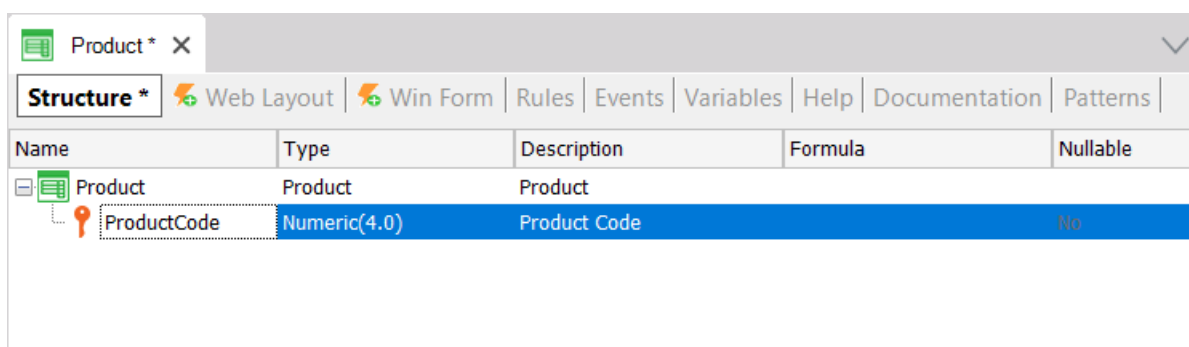 Product *
Structure * Web Layout Win Form Rules Events Variables Help Documentation Patterns
Name Type Description Formula Nullable
Product Product Product
ProductCode Numeric(4.0) Product Code No